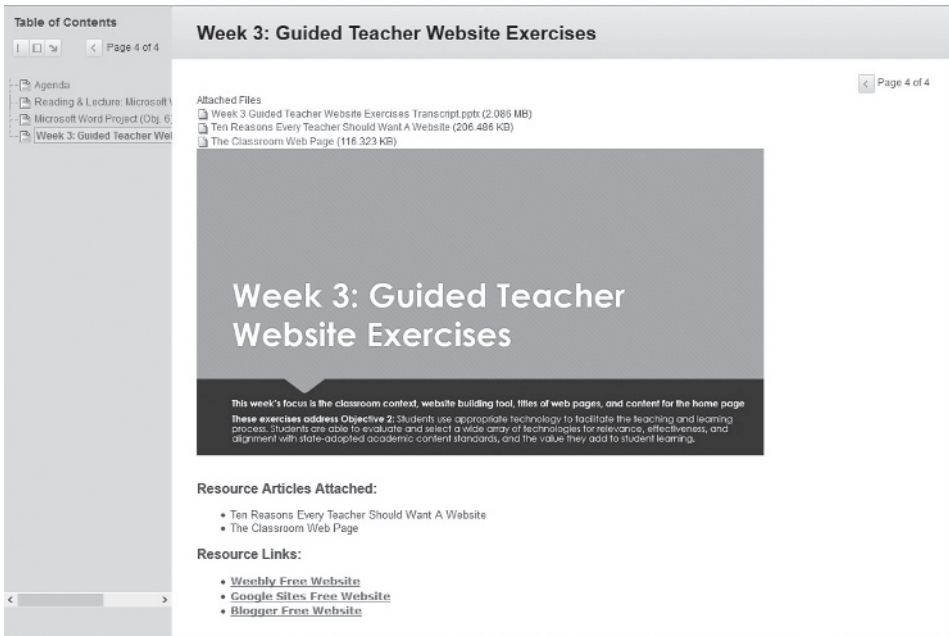 Table of Contents
Page 4 of 4
Agenda
Reading & Lecture: Microsoft
Microsoft Word Project (Obj. 6
Week 3: Guided Teacher Wel
Week 3: Guided Teacher Website Exercises
Page 4 of 4
Attached Files
Week 3 Guided Teacher Website Exercises Transcript.pptx (2.086 MB)
Ten Reasons Every Teacher Should Want A Website (206.486 KB)
The Classroom Web Page (116.323 KB)
Week 3: Guided Teacher
Website Exercises
This week's focus is the classroom context, website building tool, titles of web pages, and content for the home page
These exercises address Objective 2: Students use appropriate technology to facilitate the teaching and learning
process. Students are able to evaluate and select a wide array of technologies for relevance, effectiveness, and
alignment with state-adopted academic content standards, and the value they add to student learning.
Resource Articles Attached:
• Ten Reasons Every Teacher Should Want A Website
• The Classroom Web Page
Resource Links:
• Weebly Free Website
• Google Sites Free Website
• Blogger Free Website